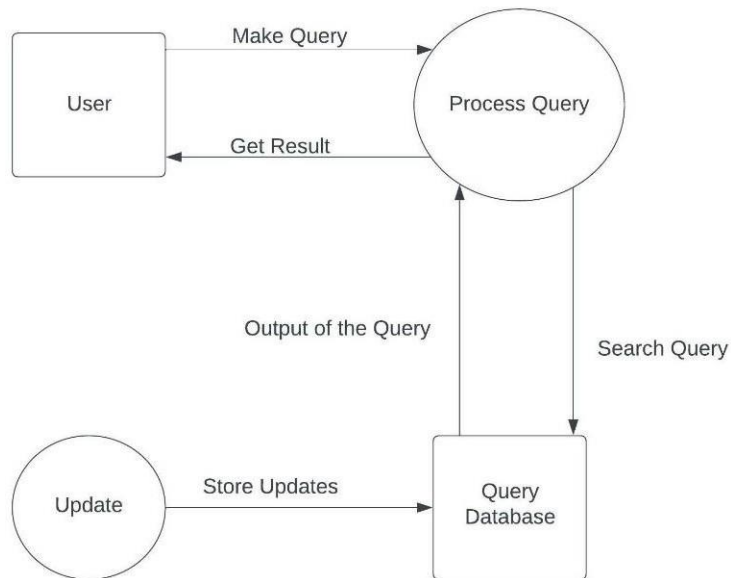 Make Query
User
Process Query
Get Result
Output of the Query
Search Query
Update
Store Updates
Query
Database